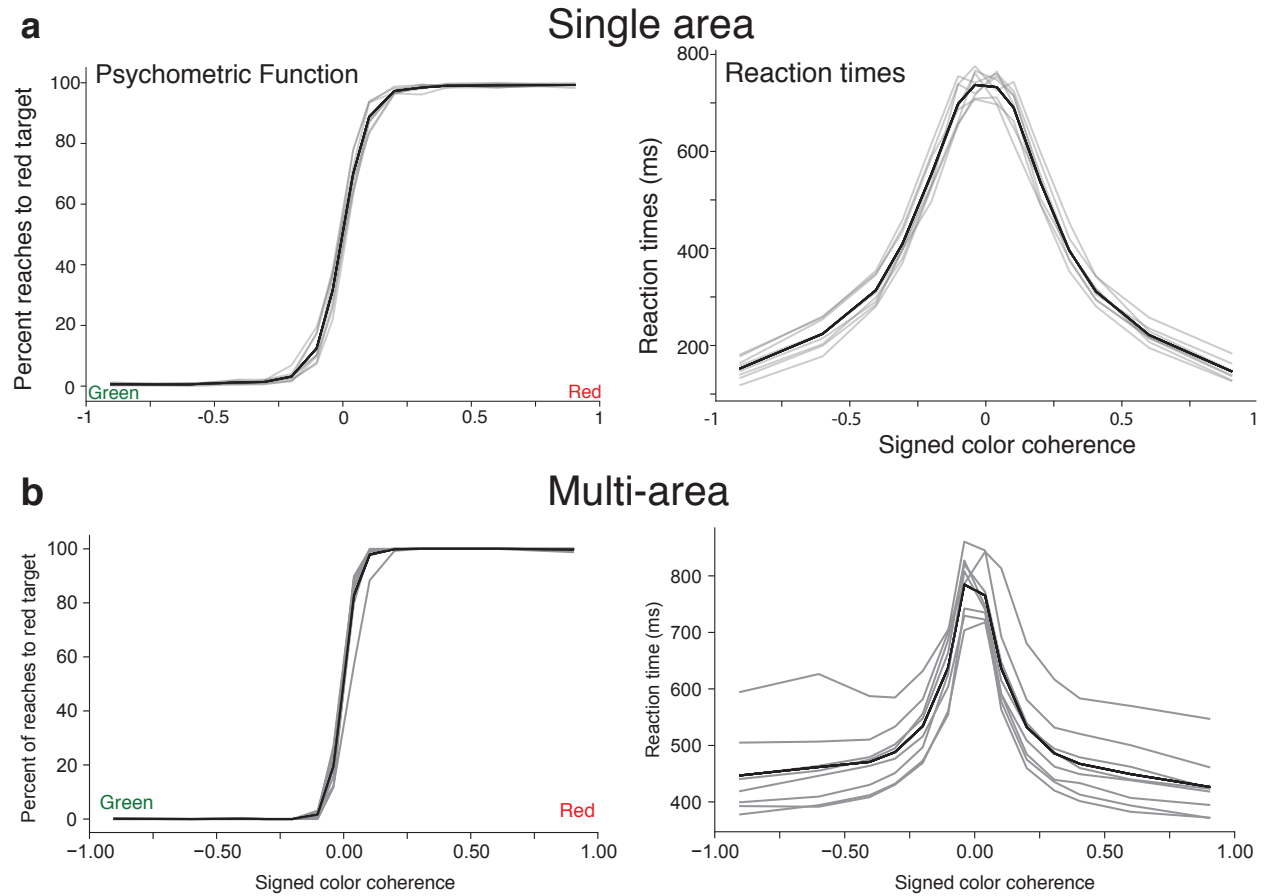 a
Single area
Psychometric Function
Percent reaches to red target
100
80
60
40
20
0
Green
Red
-1
-0.5
0
0.5
1
Reaction times
Reaction times (ms)
800
600
400
200
-1
-0.5
0
0.5
1
Signed color coherence
b
Multi-area
Percent of reaches to red target
100
80
60
40
20
0
Green
Red
−1.00
−0.50
0.00
0.50
1.00
Signed color coherence
Reaction time (ms)
800
700
600
500
400
−1.00
−0.50
0.00
0.50
1.00
Signed color coherence